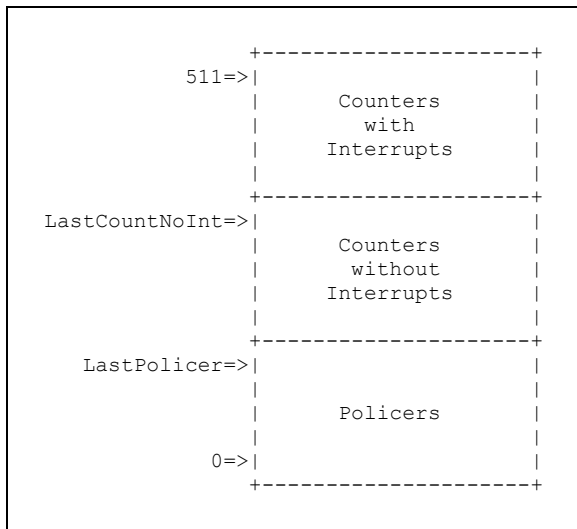 +----------------------+
511=>|                      |
|       Counters       |
|         with         |
|      Interrupts      |
|                      |
+----------------------+
LastCountNoInt=>|                      |
|       Counters       |
|        without       |
|      Interrupts      |
|                      |
+----------------------+
LastPolicer=>|                      |
|                      |
|       Policers       |
|                      |
0=>|                      |
+----------------------+